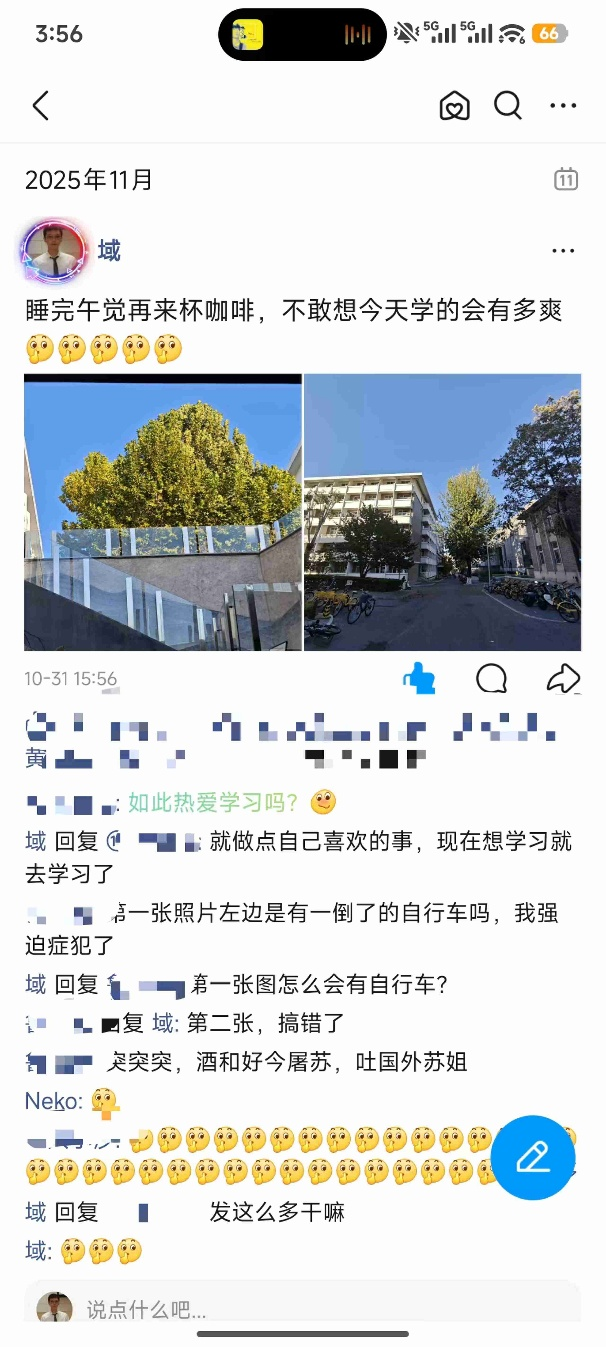 3:56
5G 5G 66
2025年11月
11
域
睡完午觉再来杯咖啡，不敢想今天学的会有多爽
10-31 15:56
黄
: 如此热爱学习吗？
域 回复 : 就做点自己喜欢的事，现在想学习就
去学习了
第一张照片左边是有一倒了的自行车吗，我强
迫症犯了
域 回复 第一张图怎么会有自行车？
回复 域: 第二张，搞错了
突突突，酒和好今屠苏，吐国外苏姐
Neko:
域 回复 发这么多干嘛
域:
说点什么吧...